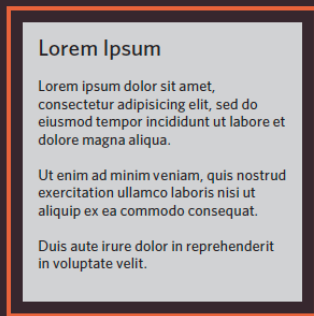 Lorem Ipsum
Lorem ipsum dolor sit amet,
consectetur adipisicing elit, sed do
eiusmod tempor incididunt ut labore et
dolore magna aliqua.
Ut enim ad minim veniam, quis nostrud
exercitation ullamco laboris nisi ut
aliquip ex ea commodo consequat.
Duis aute irure dolor in reprehenderit
in voluptate velit.